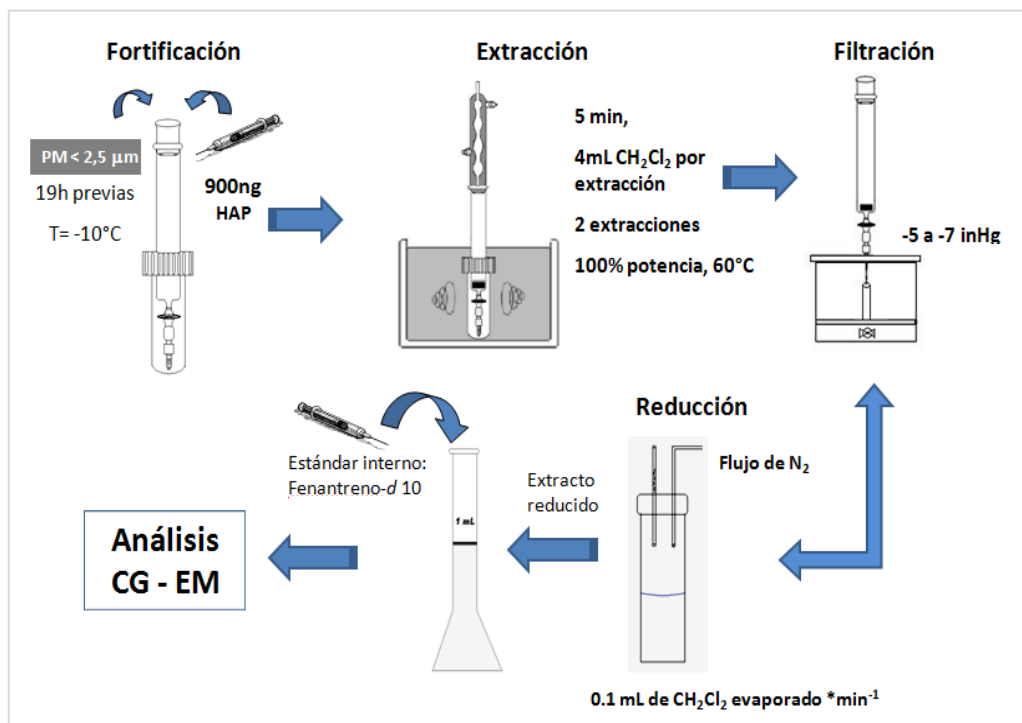 Fortificación
PM < 2,5 µm
19h previas
T= -10°C
900ng
HAP
Extracción
5 min,
4mL CH₂Cl₂ por
extracción
2 extracciones
100% potencia, 60°C
Filtración
-5 a -7 inHg
Reducción
Flujo de N₂
0.1 mL de CH₂Cl₂ evaporado *min⁻¹
Extracto
reducido
Estándar interno:
Fenantreno-d 10
1 mL
Análisis
CG - EM